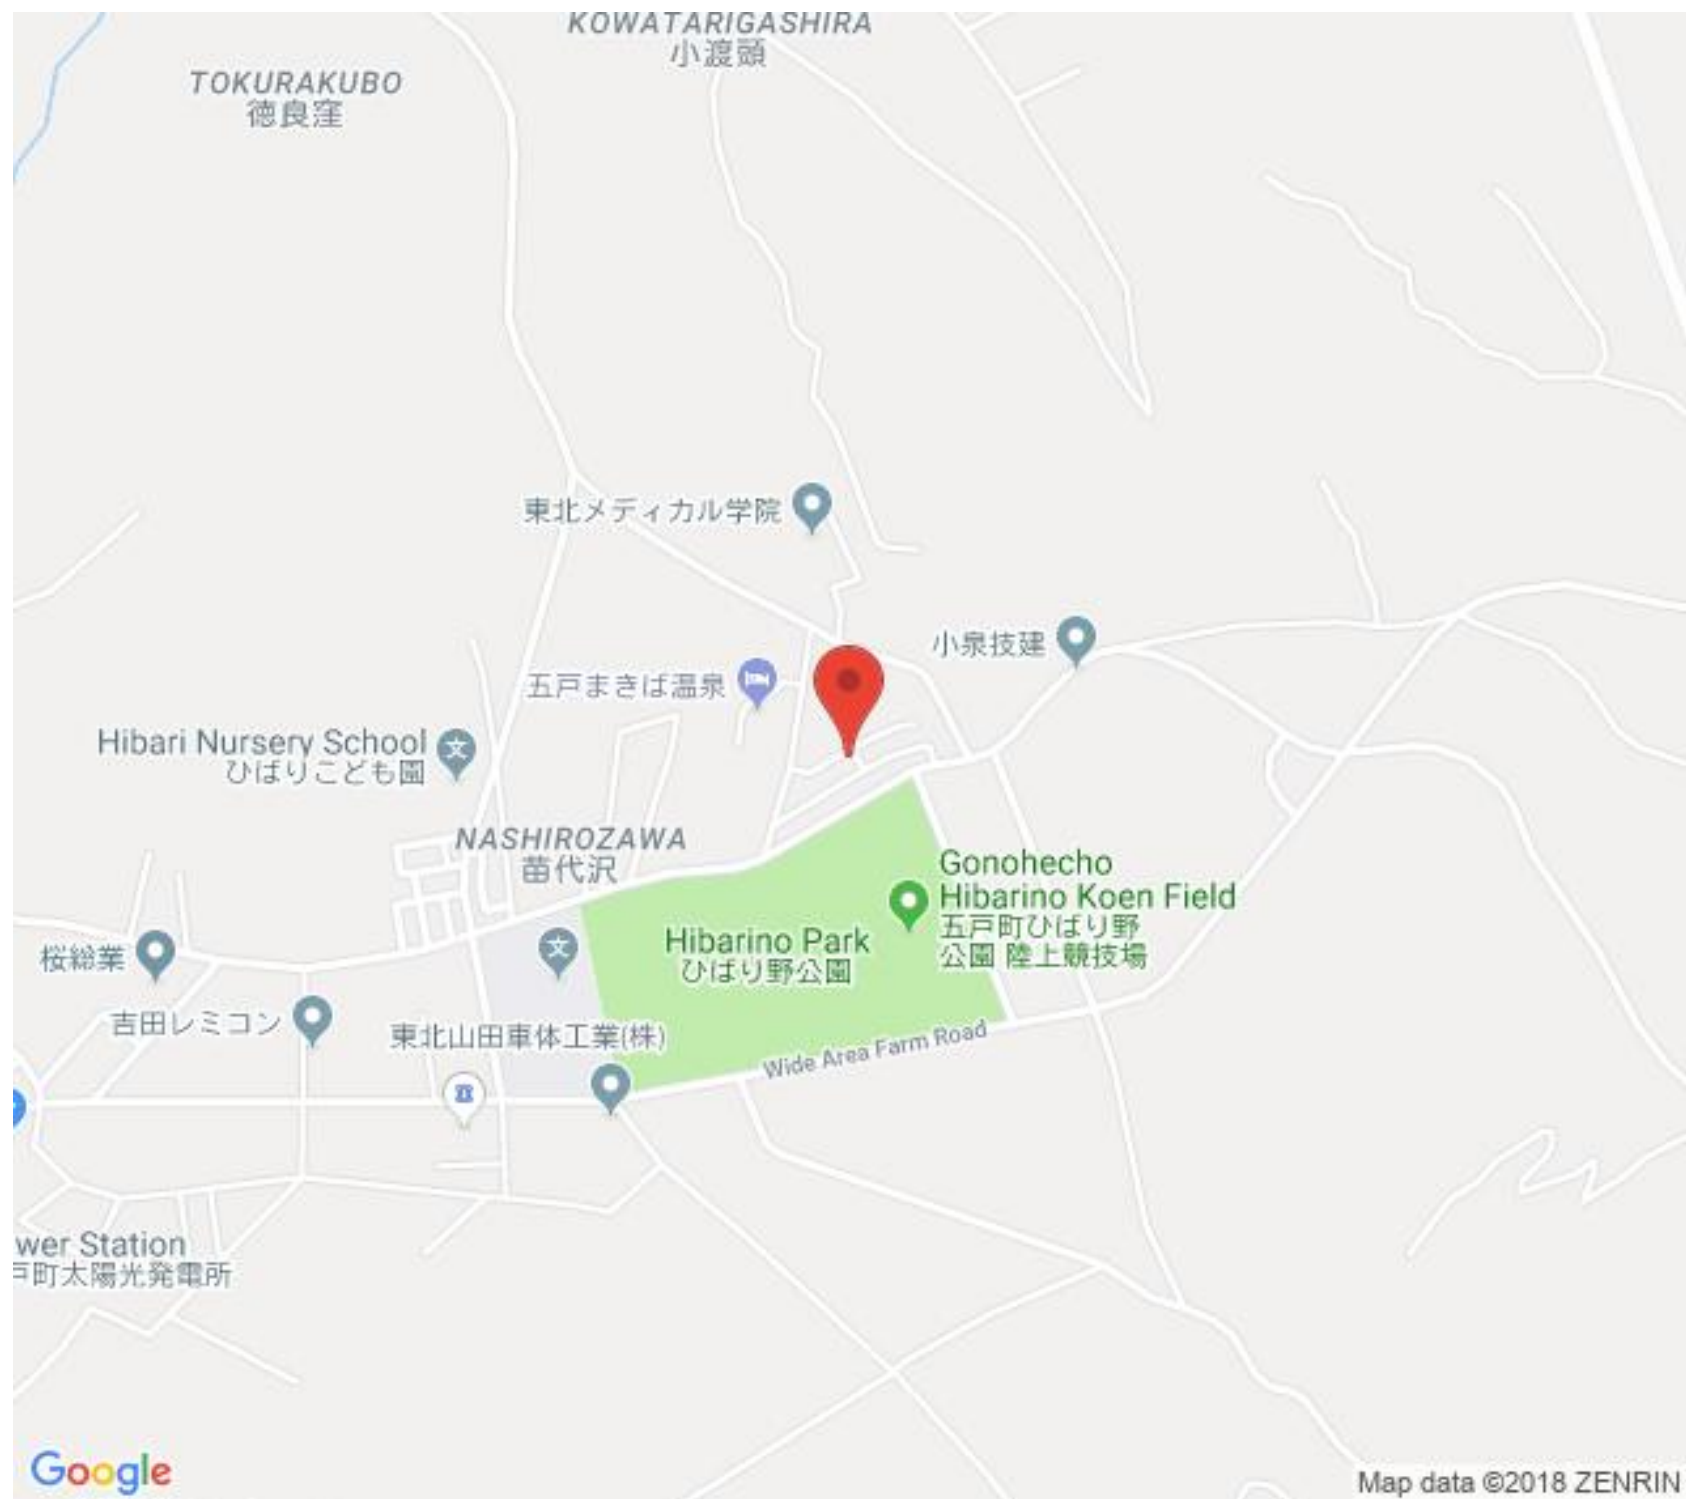 KOWATARIGASHIRA
小渡頭
TOKURAKUBO
徳良窪
東北メディカル学院
小泉技建
五戸まきば温泉
Hibari Nursery School
ひばりこども園
文
NASHIROZAWA
苗代沢
Gonohecho
Hibarino Koen Field
五戸町ひばり野
公園 陸上競技場
Hibarino Park
ひばり野公園
文
桜総業
吉田レミコン
東北山田車体工業(株)
Wide Area Farm Road
wer Station
戸町太陽光発電所
Google
Map data ©2018 ZENRIN